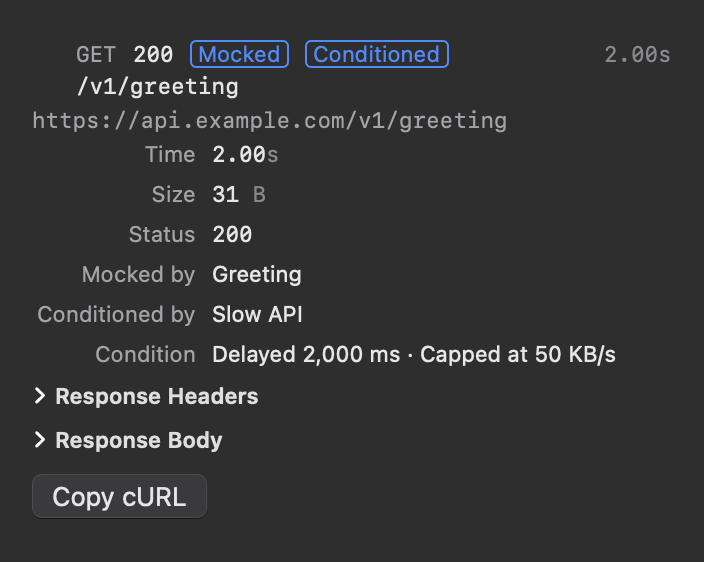 GET 200 Mocked Conditioned 2.00s
/v1/greeting
https://api.example.com/v1/greeting
Time 2.00s
Size 31 B
Status 200
Mocked by Greeting
Conditioned by Slow API
Condition Delayed 2,000 ms · Capped at 50 KB/s
Response Headers
Response Body
Copy cURL